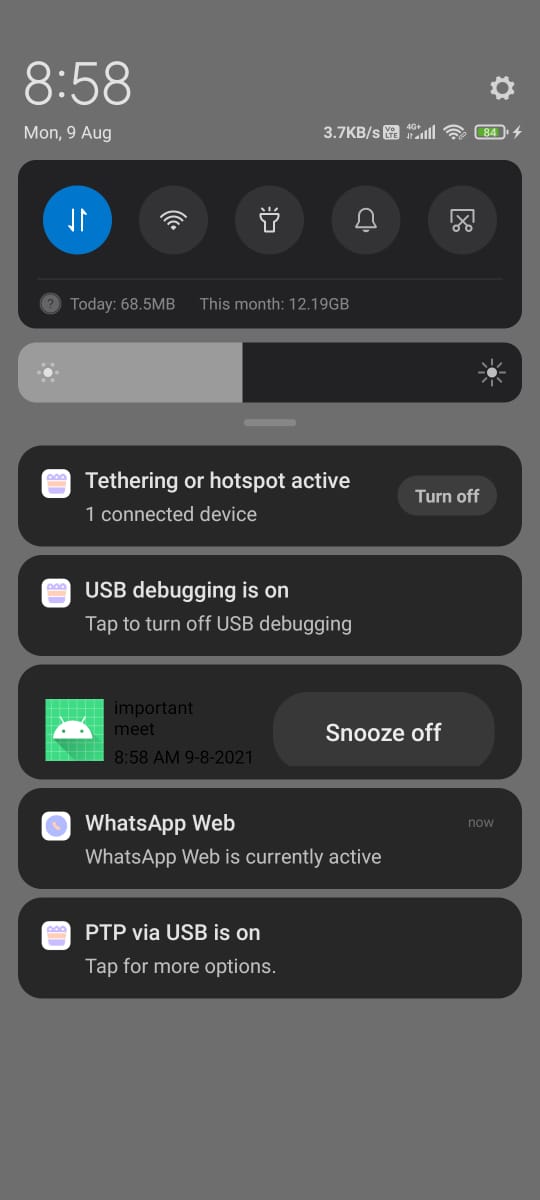 8:58
Mon, 9 Aug
3.7KB/s Vo LTE 4G+ 84
Today: 68.5MB This month: 12.19GB
Tethering or hotspot active
1 connected device
Turn off
USB debugging is on
Tap to turn off USB debugging
important
meet
8:58 AM 9-8-2021
Snooze off
WhatsApp Web
now
WhatsApp Web is currently active
PTP via USB is on
Tap for more options.